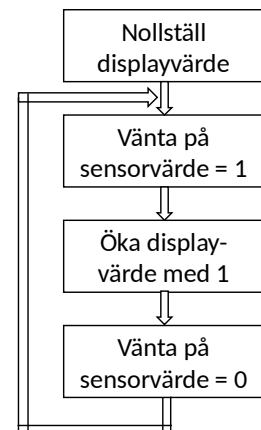 Nollställ
displayvärde
Vänta på
sensorvärde = 1
Öka display-
värde med 1
Vänta på
sensorvärde = 0